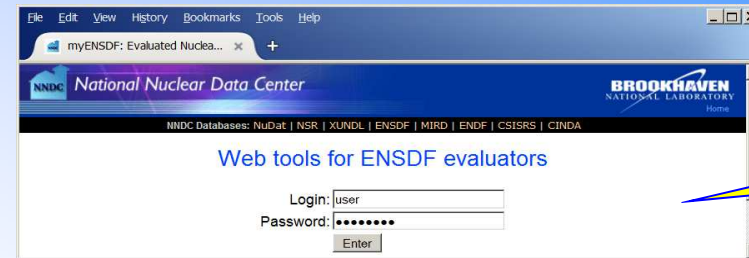 File Edit View History Bookmarks Tools Help
myENSDF: Evaluated Nuclea... × +
NNDC National Nuclear Data Center
BROOKHAVEN
NATIONAL LABORATORY
Home
NNDC Databases: NuDat | NSR | XUNDL | ENSDF | MIRD | ENDF | CSISRS | CINDA
Web tools for ENSDF evaluators
Login: user
Password: ••••••••
Enter